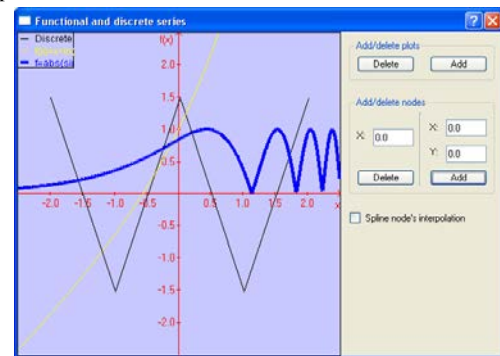 Functional and discrete series
Discrete
f(x)
2.0
1.5
1.0
0.5
-2.0 -1.5 -1.0 -0.5 0.5 1.0 1.5 2.0 x
-0.5
-1.0
-1.5
-2.0
Add/delete plots
Delete Add
Add/delete nodes
X: 0.0
X: 0.0
Y: 0.0
Delete Add
Spline node's interpolation